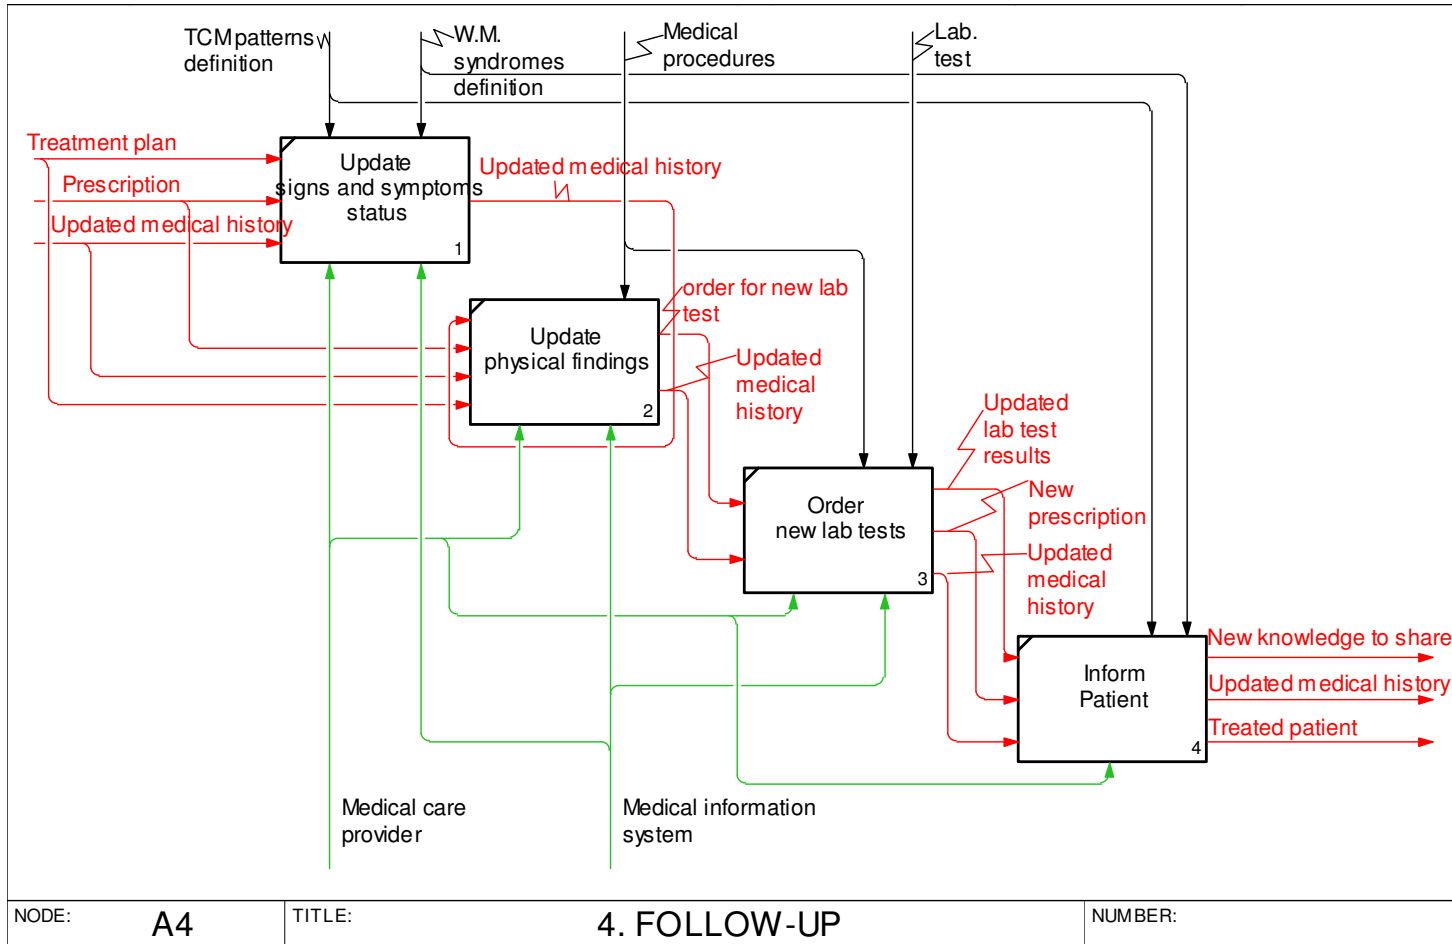 TCM patterns
definition
W.M.
syndromes
definition
Medical
procedures
Lab.
test
Treatment plan
Prescription
Updated medical history
Update
signs and symptoms
status
1
Updated medical history
order for new lab
test
Update
physical findings
2
Updated
medical
history
Updated
lab test
results
New
prescription
Order
new lab tests
3
Updated
medical
history
Inform
Patient
4
New knowledge to share
Updated medical history
Treated patient
Medical care
provider
Medical information
system
NODE:
A4
TITLE:
4. FOLLOW-UP
NUMBER: